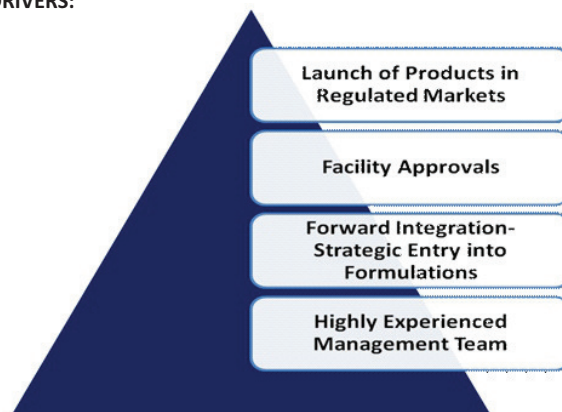 DRIVERS:
Launch of Products in
Regulated Markets
Facility Approvals
Forward Integration-
Strategic Entry into
Formulations
Highly Experienced
Management Team